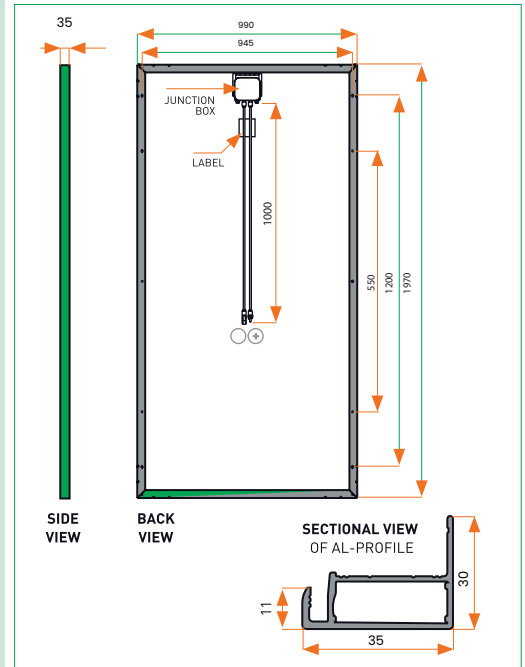 35
990
945
JUNCTION
BOX
LABEL
1000
550
1200
1970
+
SIDE
VIEW
BACK
VIEW
SECTIONAL VIEW
OF AL-PROFILE
11
30
35